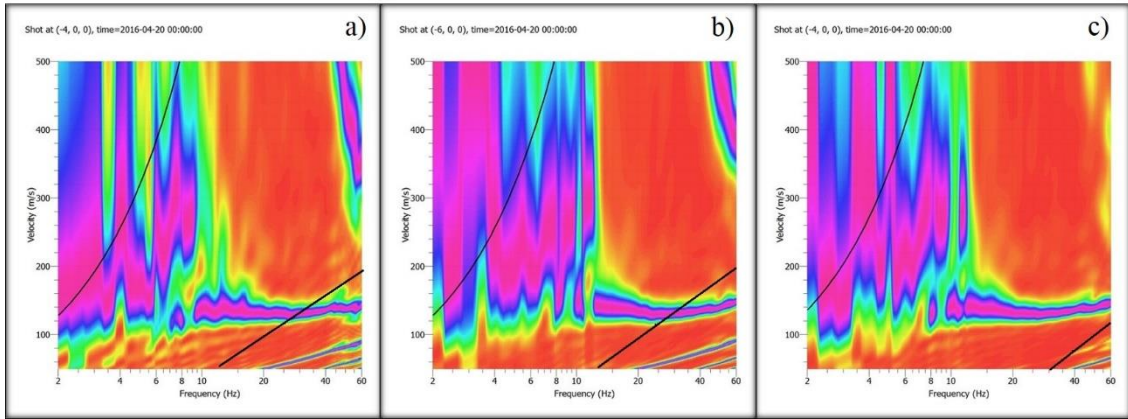 a)
Shot at (-4, 0, 0), time=2016-04-20 00:00:00
500
400
300
200
100
Velocity (m/s)
2 4 6 8 10 20 40 60
Frequency (Hz)
b)
Shot at (-6, 0, 0), time=2016-04-20 00:00:00
500
400
300
200
100
Velocity (m/s)
2 4 6 8 10 20 40 60
Frequency (Hz)
c)
Shot at (-4, 0, 0), time=2016-04-20 00:00:00
500
400
300
200
100
Velocity (m/s)
2 4 6 8 10 20 40 60
Frequency (Hz)